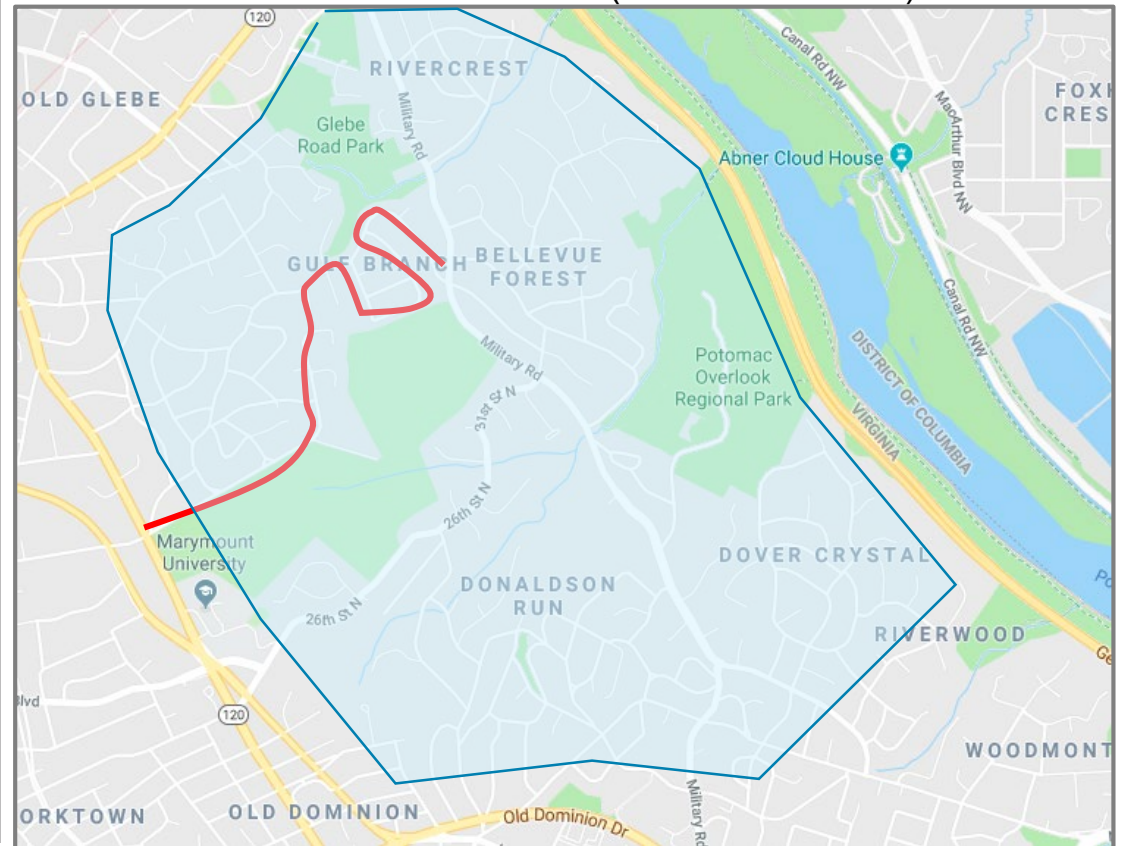 120
Canal Rd NW
RIVERCREST
OLD GLEBE
Military Rd
MacArthur Blvd NW
FOXH
CRES
Glebe
Road Park
Abner Cloud House
GULF BRANCH
BELLEVUE
FOREST
Canal Rd NW
Military Rd
DISTRICT OF COLUMBIA
VIRGINIA
Potomac
Overlook
Regional Park
31st St N
26th St N
Marymount
University
DOVER CRYSTAL
Po
DONALDSON
RUN
26th St N
RIVERWOOD
Ge
lvd
120
WOODMONT
Military Rd
ORKTOWN
OLD DOMINION
Old Dominion Dr